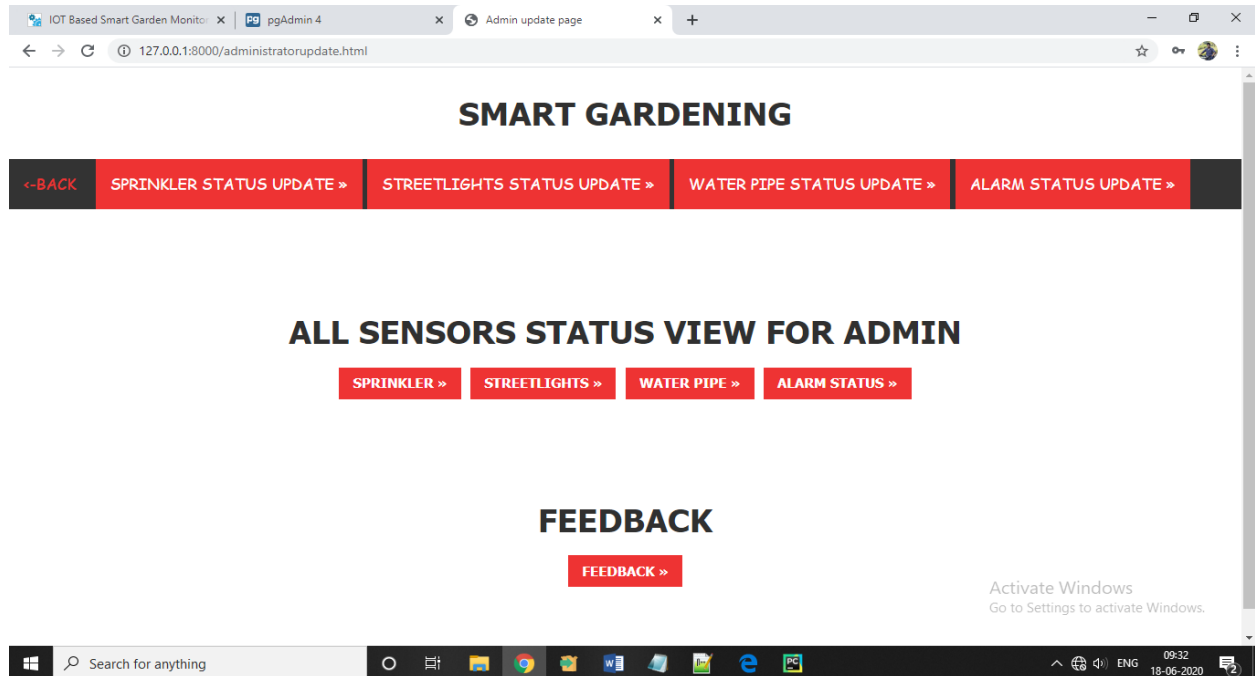 IOT Based Smart Garden Monito
pgAdmin 4
Admin update page
127.0.0.1:8000/administratorupdate.html
SMART GARDENING
<-BACK
SPRINKLER STATUS UPDATE »
STREETLIGHTS STATUS UPDATE »
WATER PIPE STATUS UPDATE »
ALARM STATUS UPDATE »
ALL SENSORS STATUS VIEW FOR ADMIN
SPRINKLER »
STREETLIGHTS »
WATER PIPE »
ALARM STATUS »
FEEDBACK
FEEDBACK »
Activate Windows
Go to Settings to activate Windows.
Search for anything
ENG
09:32
18-06-2020
2